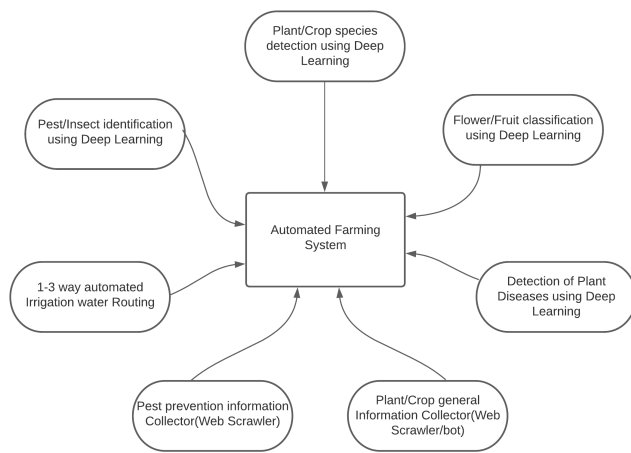 Plant/Crop species
detection using Deep
Learning
Pest/Insect identification
using Deep Learning
Flower/Fruit classification
using Deep Learning
Automated Farming
System
1-3 way automated
Irrigation water Routing
Detection of Plant
Diseases using Deep
Learning
Pest prevention information
Collector(Web Scrawler)
Plant/Crop general
Information Collector(Web
Scrawler/bot)